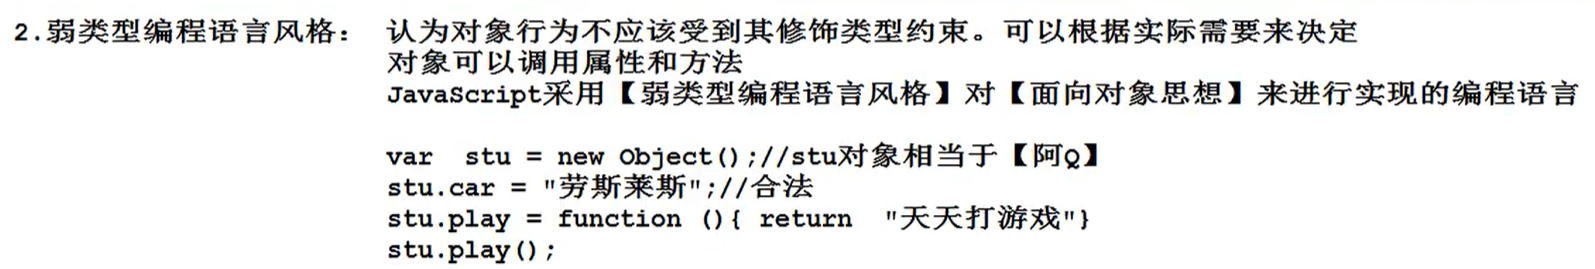 2.弱类型编程语言风格： 认为对象行为不应该受到其修饰类型约束。可以根据实际需要来决定
对象可以调用属性和方法
JavaScript采用【弱类型编程语言风格】对【面向对象思想】来进行实现的编程语言
var  stu = new Object();//stu对象相当于【阿Q】
stu.car = "劳斯莱斯";//合法
stu.play = function (){ return  "天天打游戏"}
stu.play();